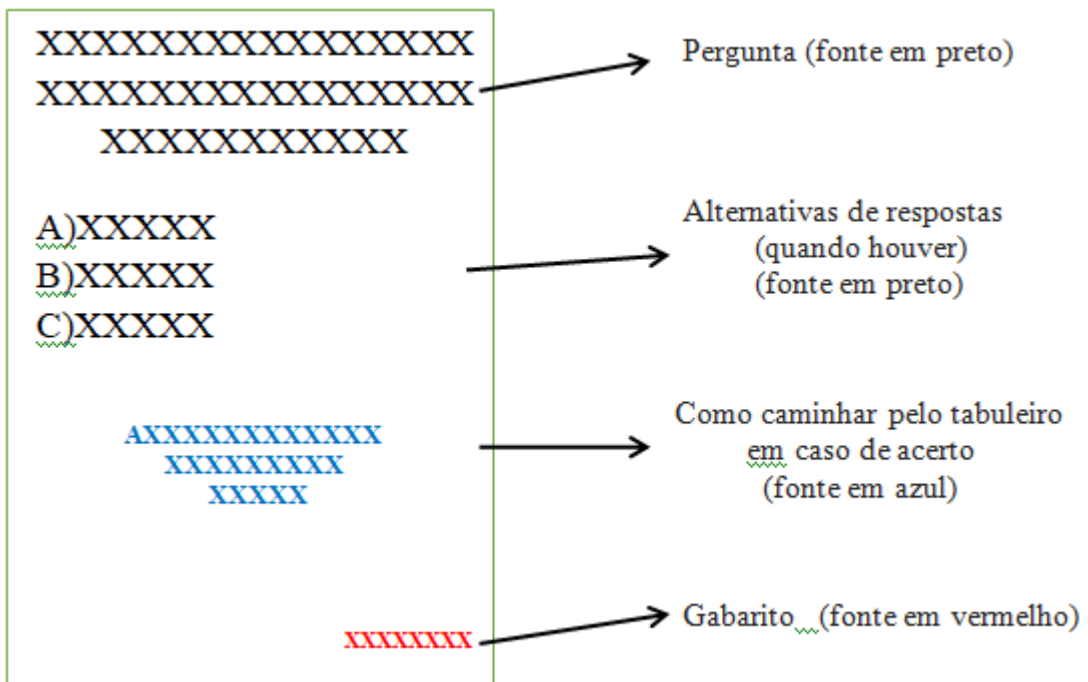 XXXXXXXXXXXXXXXX
XXXXXXXXXXXXXXXX
XXXXXXXXXXX
A)XXXXX
B)XXXXX
C)XXXXX
AXXXXXXXXXXXX
XXXXXXXXX
XXXXX
XXXXXXXX
Pergunta (fonte em preto)
Alternativas de respostas
(quando houver)
(fonte em preto)
Como caminhar pelo tabuleiro
em caso de acerto
(fonte em azul)
Gabarito (fonte em vermelho)